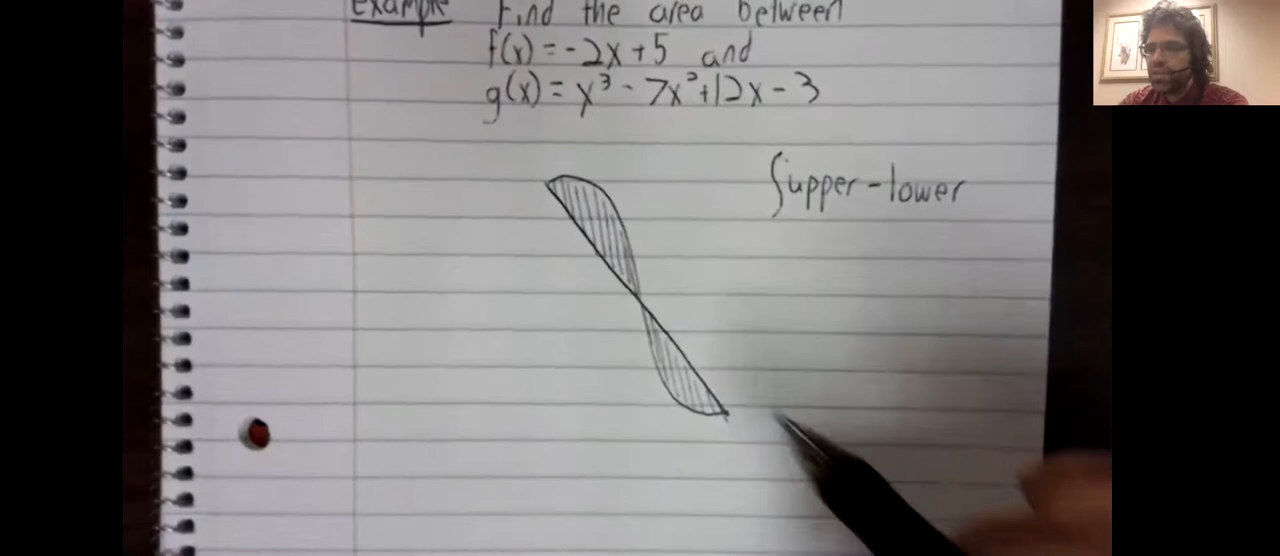 Example Find the area between
f(x) = -2x + 5 and
g(x) = x³ - 7x² + 12x - 3
∫upper - lower